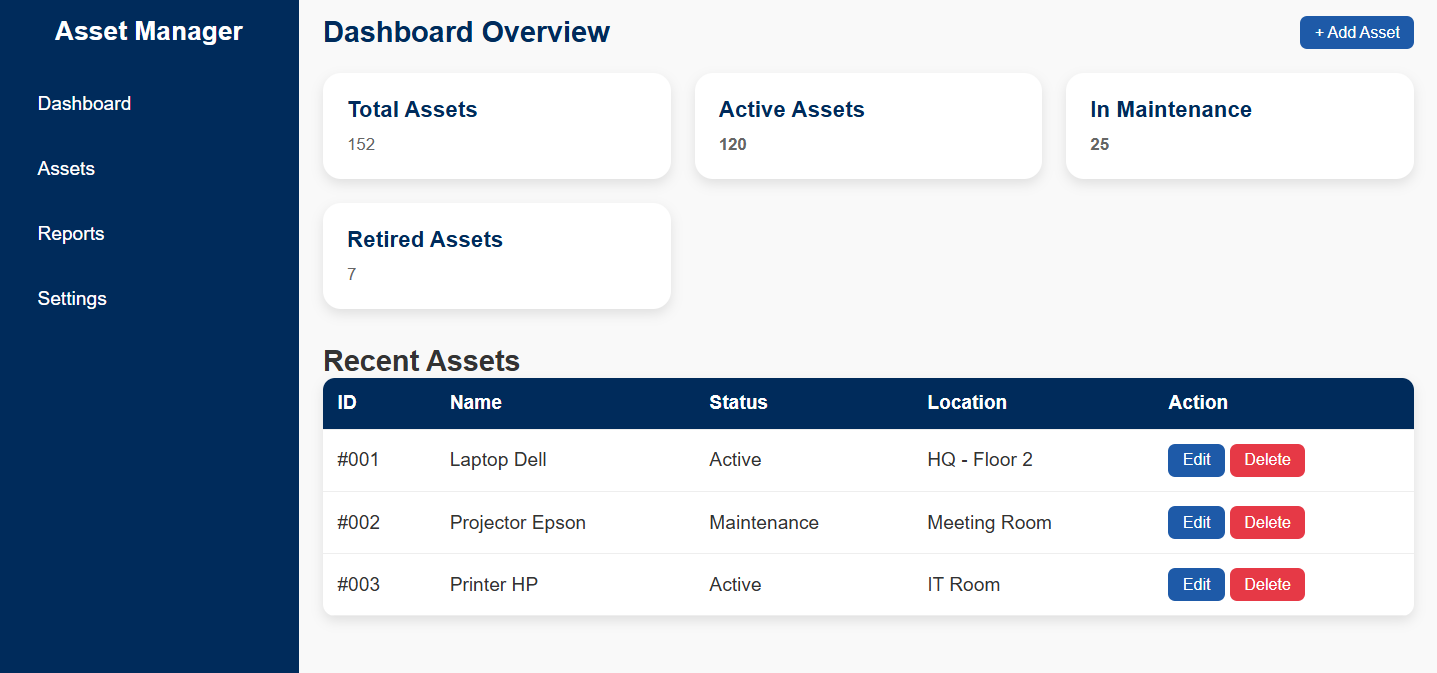 Asset Manager
Dashboard
Assets
Reports
Settings
Dashboard Overview
+ Add Asset
Total Assets
152
Active Assets
120
In Maintenance
25
Retired Assets
7
Recent Assets
ID Name Status Location Action
#001 Laptop Dell Active HQ - Floor 2 Edit Delete
#002 Projector Epson Maintenance Meeting Room Edit Delete
#003 Printer HP Active IT Room Edit Delete